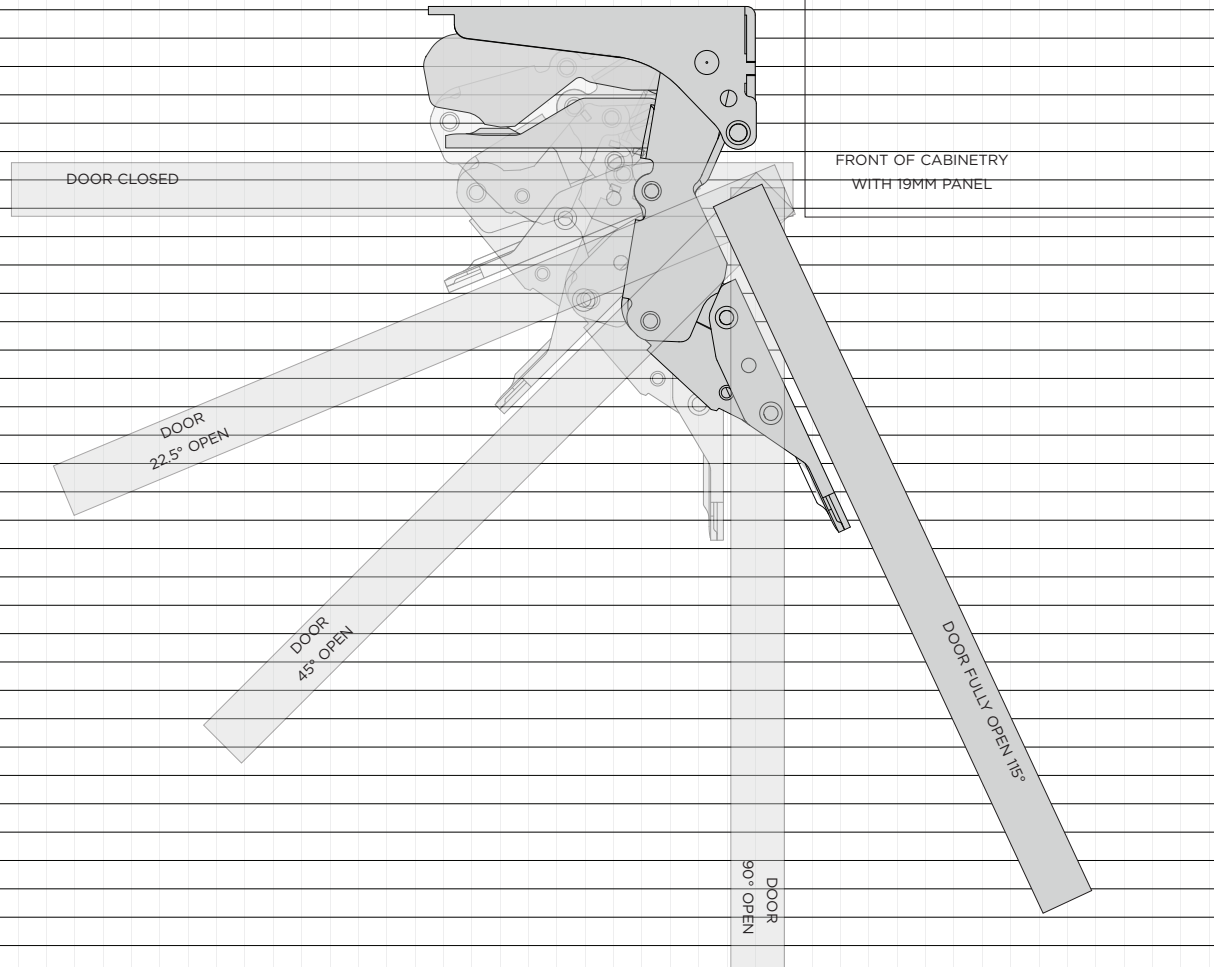 DOOR CLOSED
FRONT OF CABINETRY
WITH 19MM PANEL
DOOR
22.5° OPEN
DOOR
45° OPEN
DOOR FULLY OPEN 115°
DOOR
90° OPEN